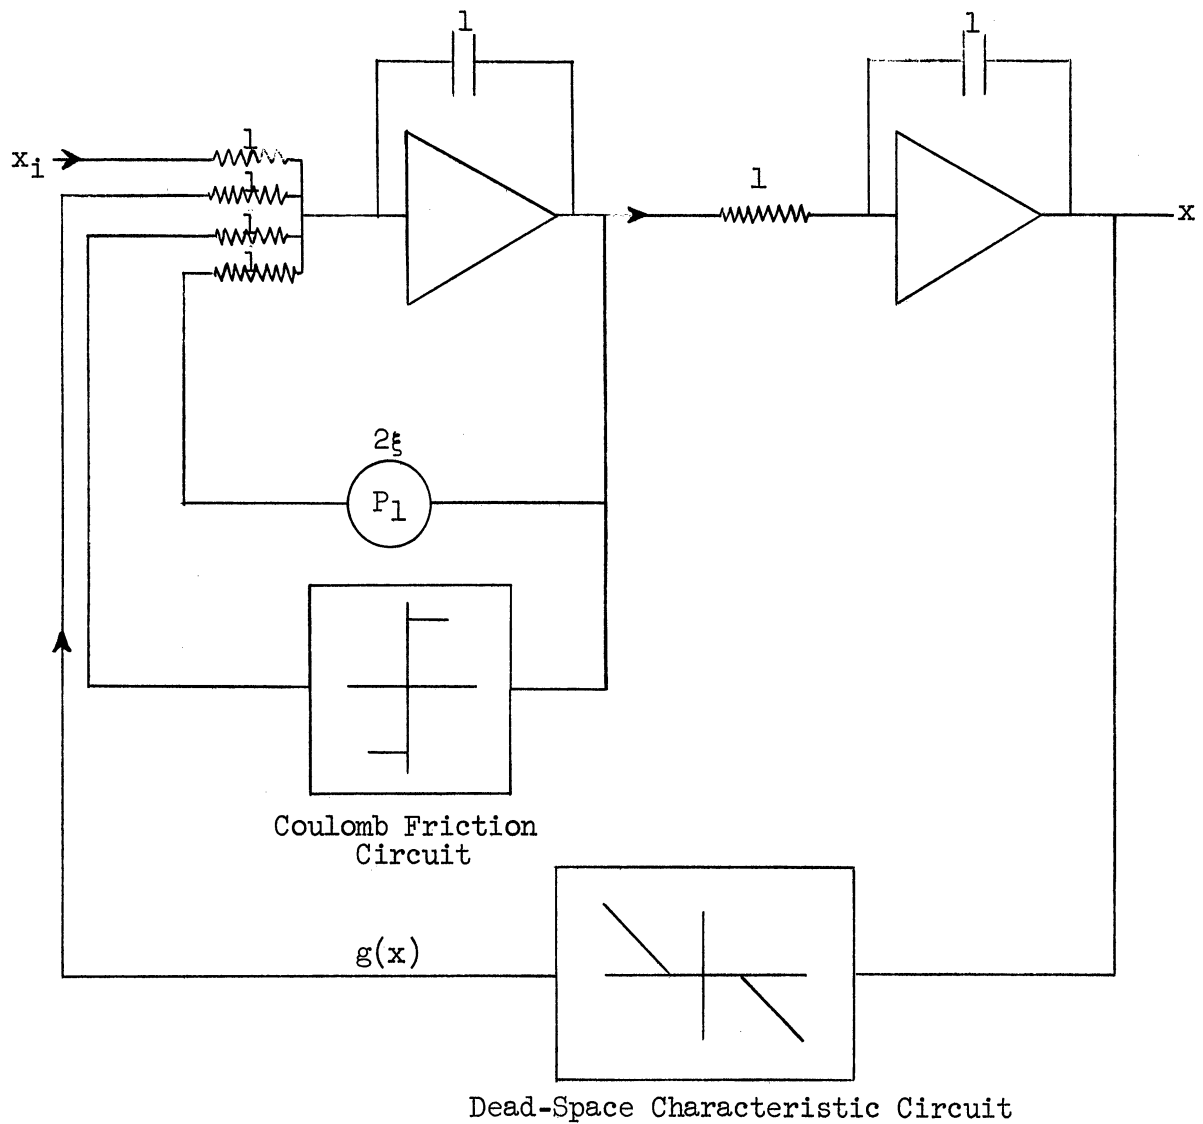 1
1
x_i
1
1
1
1
1
x
2ξ
P_1
Coulomb Friction
Circuit
g(x)
Dead-Space Characteristic Circuit